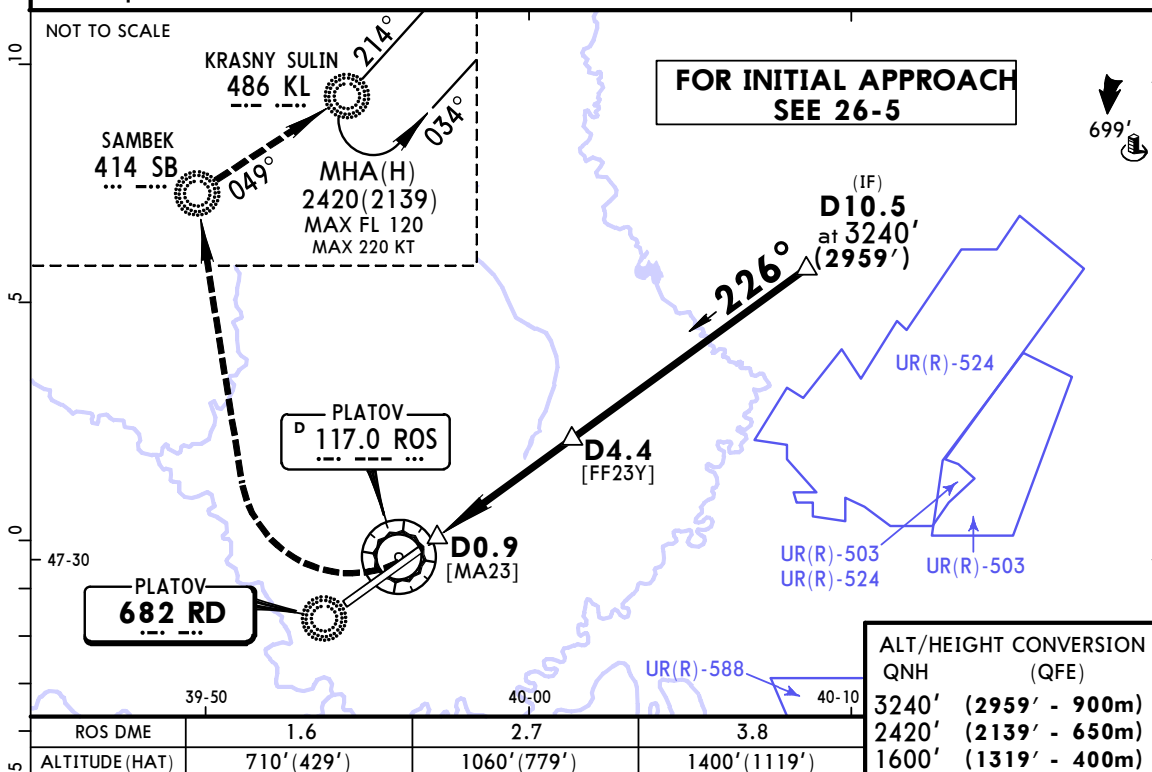 NOT TO SCALE
KRASNY SULIN
486 KL
214°
034°
SAMBEK
414 SB
049°
MHA(H)
2420(2139)
MAX FL 120
MAX 220 KT
FOR INITIAL APPROACH
SEE 26-5
699'
(IF)
D10.5
at 3240'
(2959')
226°
UR(R)-524
PLATOV
D 117.0 ROS
D4.4
[FF23Y]
D0.9
[MA23]
UR(R)-503
UR(R)-524
UR(R)-503
PLATOV
682 RD
UR(R)-588
10
5
0
5
47-30
39-50
40-00
40-10
ALT/HEIGHT CONVERSION
QNH (QFE)
3240' (2959' - 900m)
2420' (2139' - 650m)
1600' (1319' - 400m)
ROS DME 1.6 2.7 3.8
ALTITUDE(HAT) 710'(429') 1060'(779') 1400'(1119')